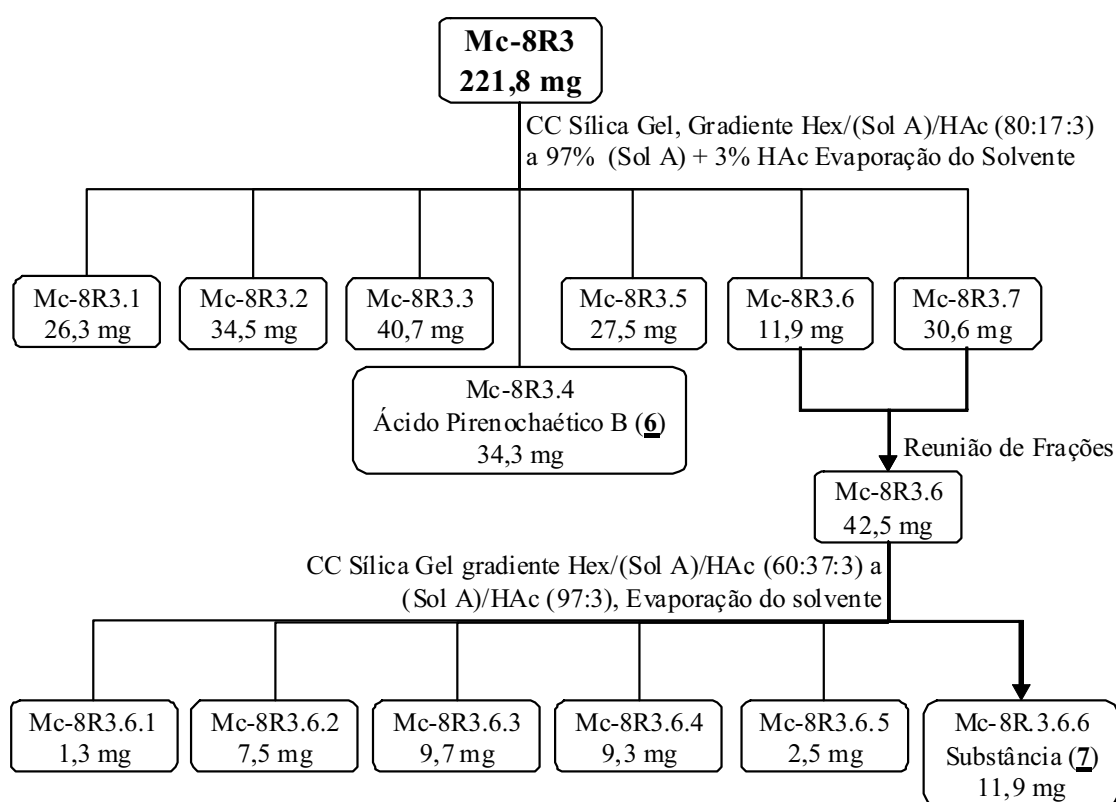 Mc-8R3
221,8 mg
CC Sílica Gel, Gradiente Hex/(Sol A)/HAc (80:17:3)
a 97% (Sol A) + 3% HAc Evaporação do Solvente
Mc-8R3.1
26,3 mg
Mc-8R3.2
34,5 mg
Mc-8R3.3
40,7 mg
Mc-8R3.5
27,5 mg
Mc-8R3.6
11,9 mg
Mc-8R3.7
30,6 mg
Mc-8R3.4
Ácido Pirenochaético B (6)
34,3 mg
Reunião de Frações
Mc-8R3.6
42,5 mg
CC Sílica Gel gradiente Hex/(Sol A)/HAc (60:37:3) a
(Sol A)/HAc (97:3), Evaporação do solvente
Mc-8R3.6.1
1,3 mg
Mc-8R3.6.2
7,5 mg
Mc-8R3.6.3
9,7 mg
Mc-8R3.6.4
9,3 mg
Mc-8R3.6.5
2,5 mg
Mc-8R.3.6.6
Substância (7)
11,9 mg